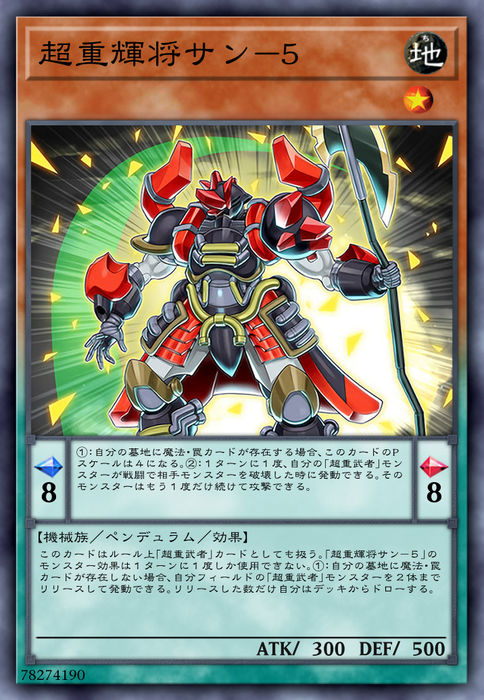 超重輝将サン－5
ち
地
①：自分の墓地に魔法・罠カードが存在する場合、このカードのP
スケールは４になる。②：１ターンに１度、自分の「超重武者」モンス
ターが戦闘で相手モンスターを破壊した時に発動できる。その
モンスターはもう１度だけ続けて攻撃できる。
8
8
【機械族／ペンデュラム／効果】
このカードはルール上「超重武者」カードとしても扱う。「超重輝将サン－５」の
モンスター効果は１ターンに１度しか使用できない。①：自分の墓地に魔法・罠
カードが存在しない場合、自分フィールドの「超重武者」モンスターを２体まで
リリースして発動できる。リリースした数だけ自分はデッキからドローする。
ATK/ 300 DEF/ 500
78274190